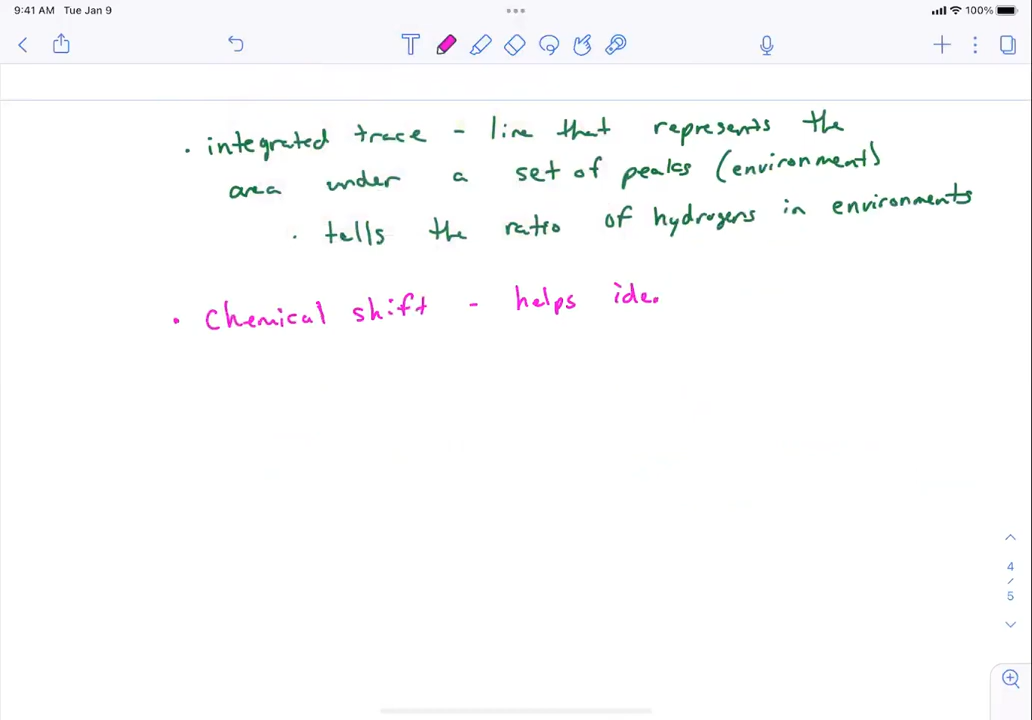 9:41 AM Tue Jan 9
100%
T
• integrated trace - line that represents the
area under a set of peaks (environment)
• tells the ratio of hydrogens in environments
• Chemical shift - helps ide
4
/
5